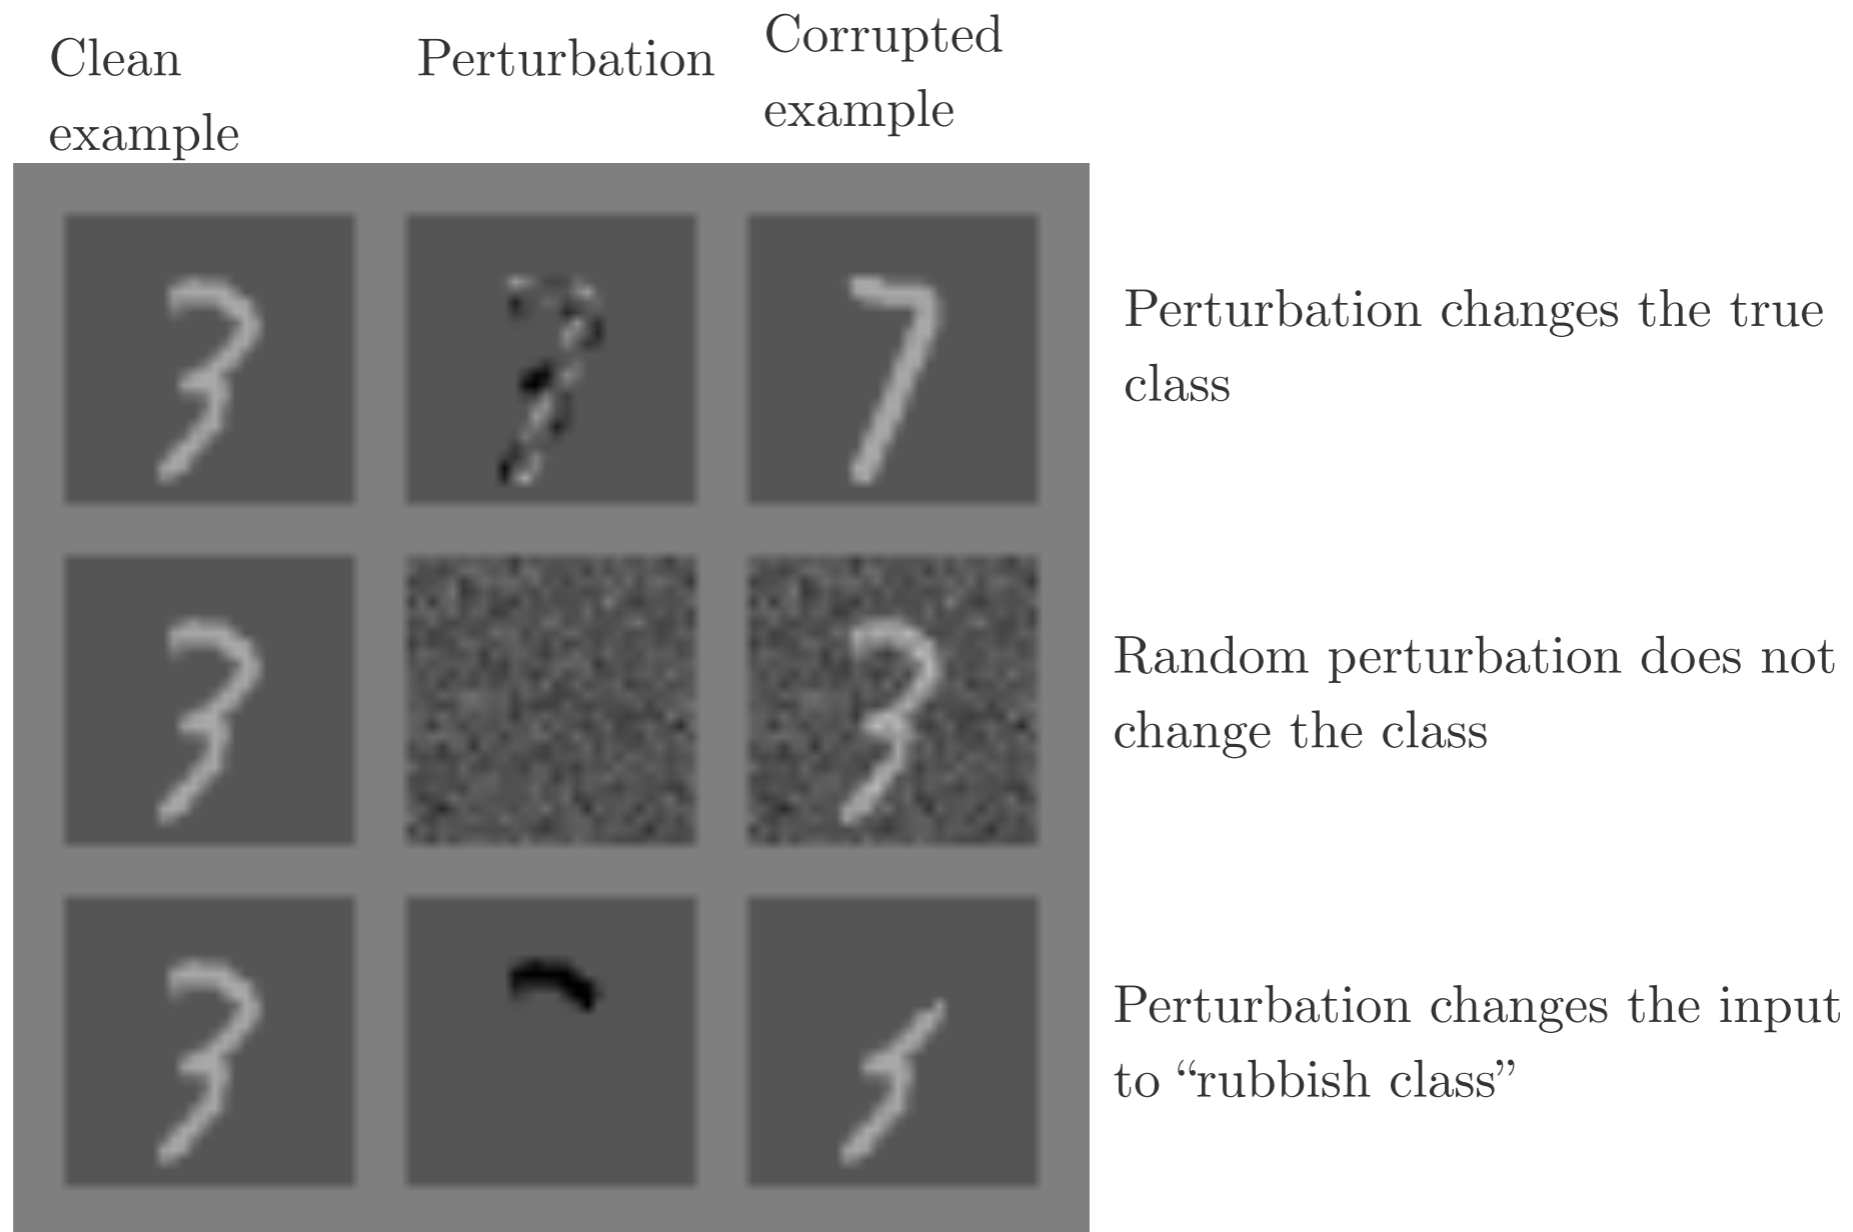 Clean
example
Perturbation
Corrupted
example
Perturbation changes the true
class
Random perturbation does not
change the class
Perturbation changes the input
to “rubbish class”